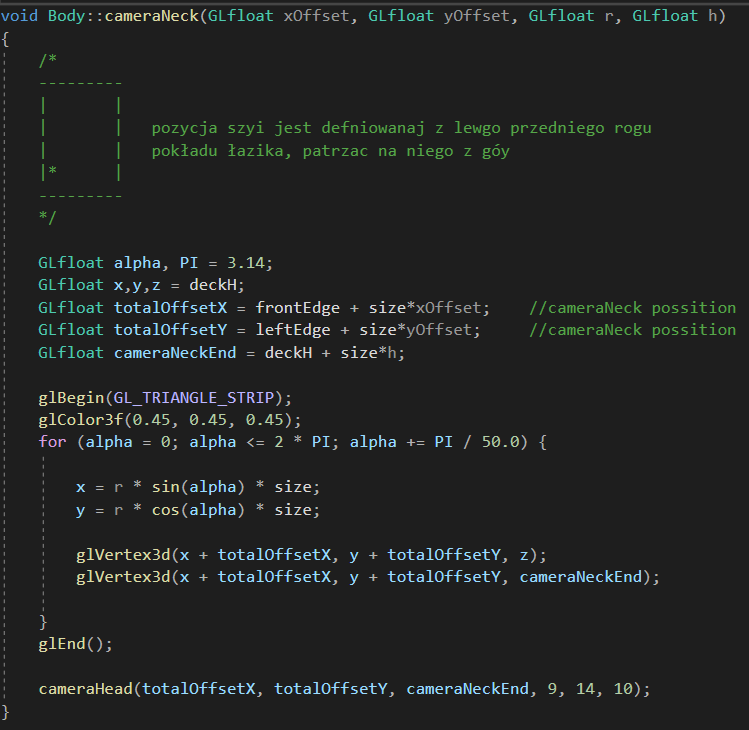 void Body::cameraNeck(GLfloat xOffset, GLfloat yOffset, GLfloat r, GLfloat h)
{
/*
---------
|       |
|       |   pozycja szyi jest defniowanaj z lewgo przedniego rogu
|       |   pokładu łazika, patrzac na niego z góy
|*      |
---------
*/
GLfloat alpha, PI = 3.14;
GLfloat x,y,z = deckH;
GLfloat totalOffsetX = frontEdge + size*xOffset;    //cameraNeck possition
GLfloat totalOffsetY = leftEdge + size*yOffset;     //cameraNeck possition
GLfloat cameraNeckEnd = deckH + size*h;
glBegin(GL_TRIANGLE_STRIP);
glColor3f(0.45, 0.45, 0.45);
for (alpha = 0; alpha <= 2 * PI; alpha += PI / 50.0) {
x = r * sin(alpha) * size;
y = r * cos(alpha) * size;
glVertex3d(x + totalOffsetX, y + totalOffsetY, z);
glVertex3d(x + totalOffsetX, y + totalOffsetY, cameraNeckEnd);
}
glEnd();
cameraHead(totalOffsetX, totalOffsetY, cameraNeckEnd, 9, 14, 10);
}